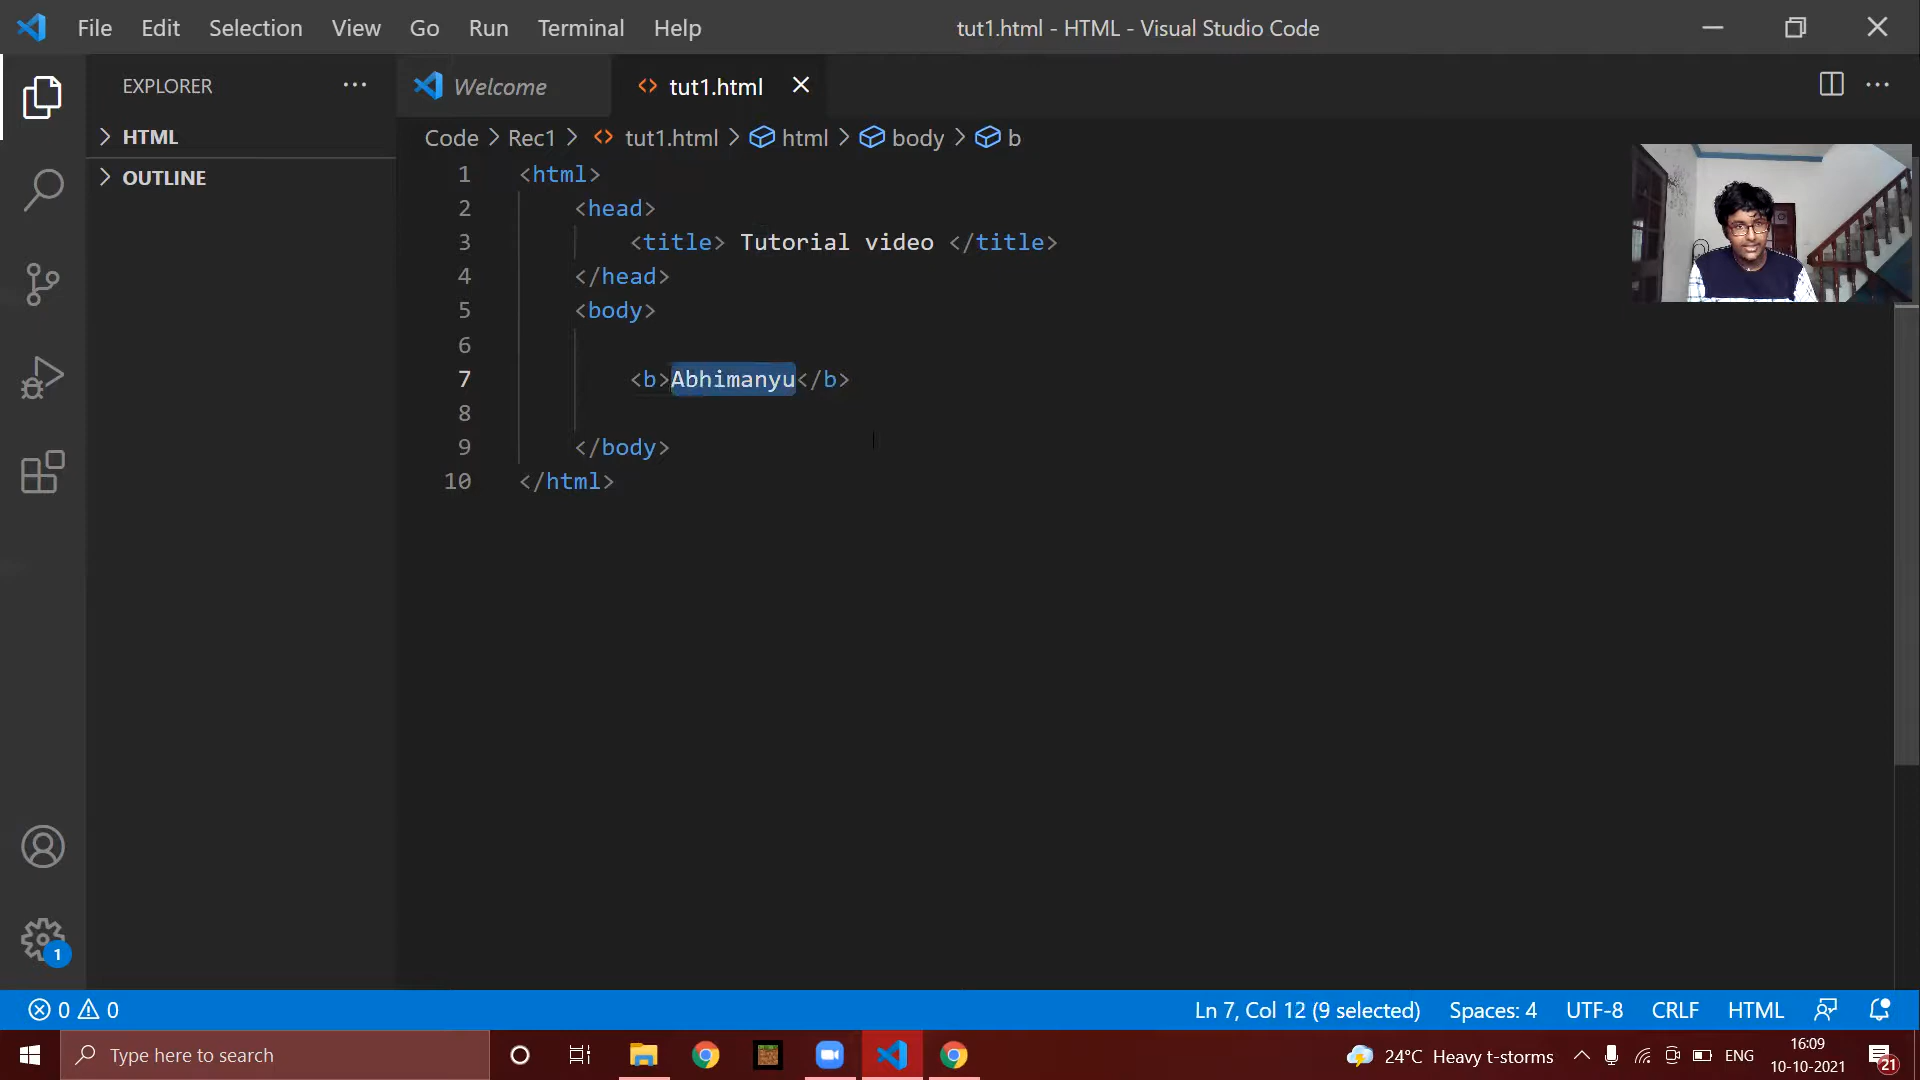 File Edit Selection View Go Run Terminal Help
tut1.html - HTML - Visual Studio Code
EXPLORER
HTML
OUTLINE
Welcome
tut1.html
Code > Rec1 > tut1.html > html > body > b
1 <html>
2 <head>
3 <title> Tutorial video </title>
4 </head>
5 <body>
6
7 <b>Abhimanyu</b>
8
9 </body>
10 </html>
1
0 0
Ln 7, Col 12 (9 selected) Spaces: 4 UTF-8 CRLF HTML
Type here to search
24°C Heavy t-storms
ENG
16:09
10-10-2021
21